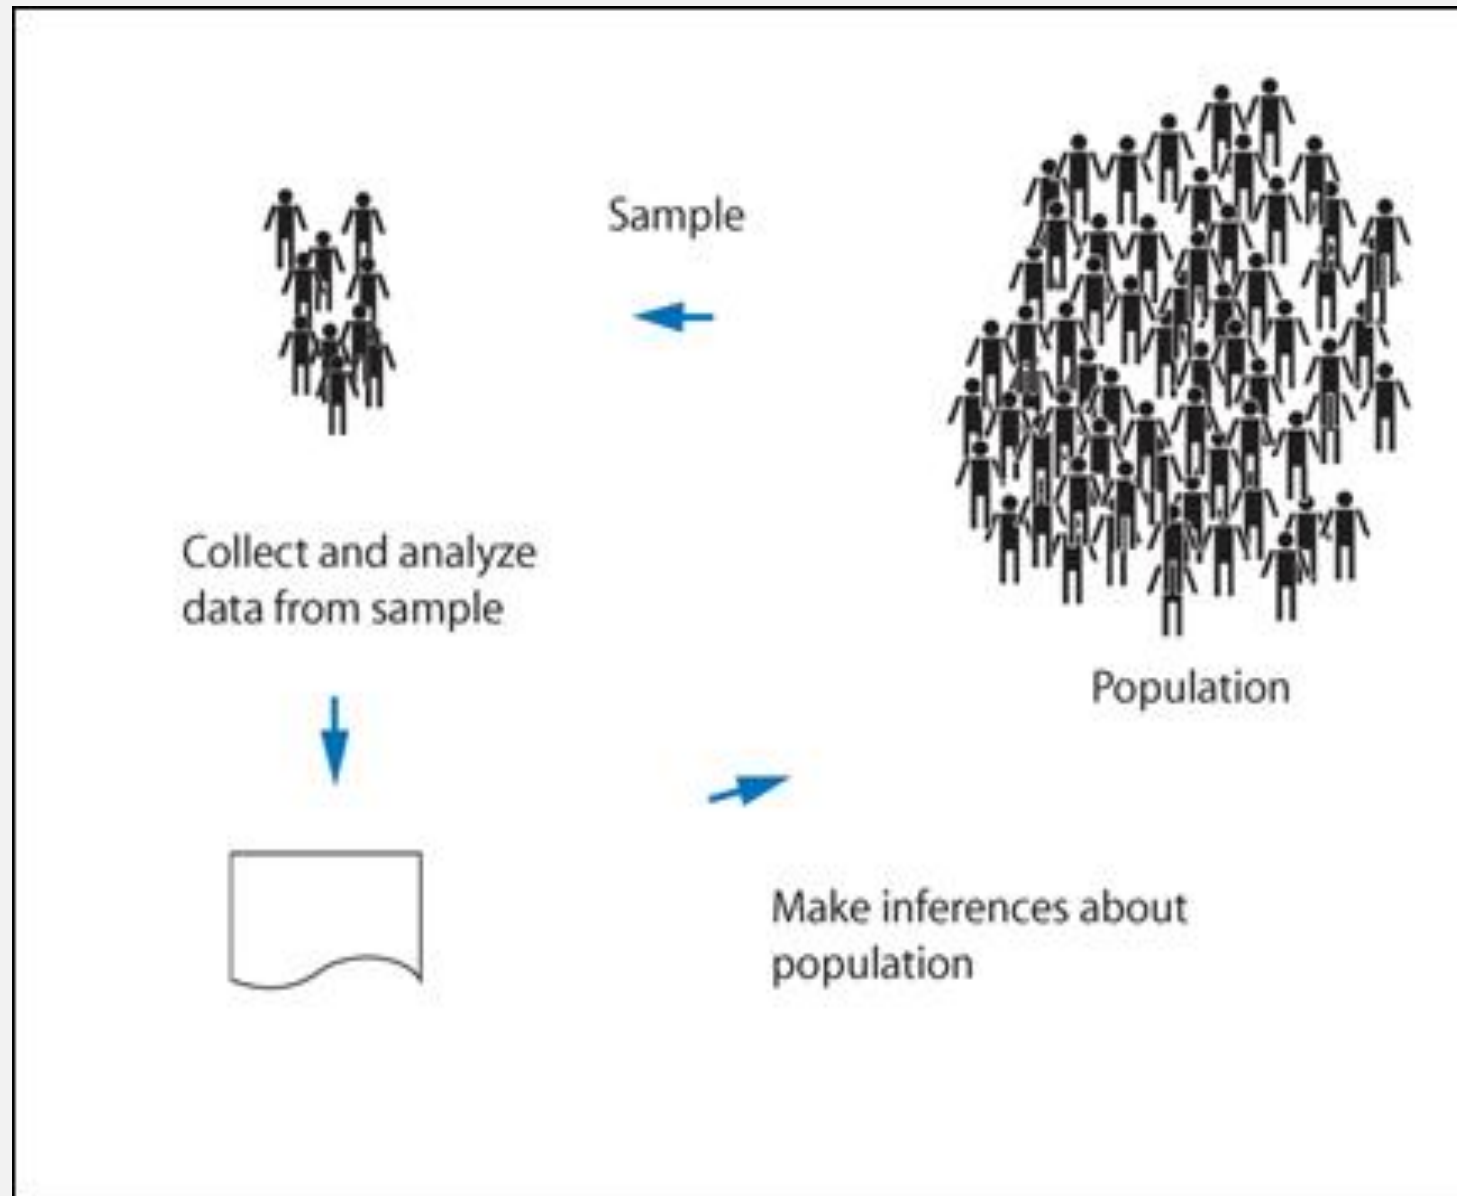 Sample
Collect and analyze
data from sample
Population
Make inferences about
population